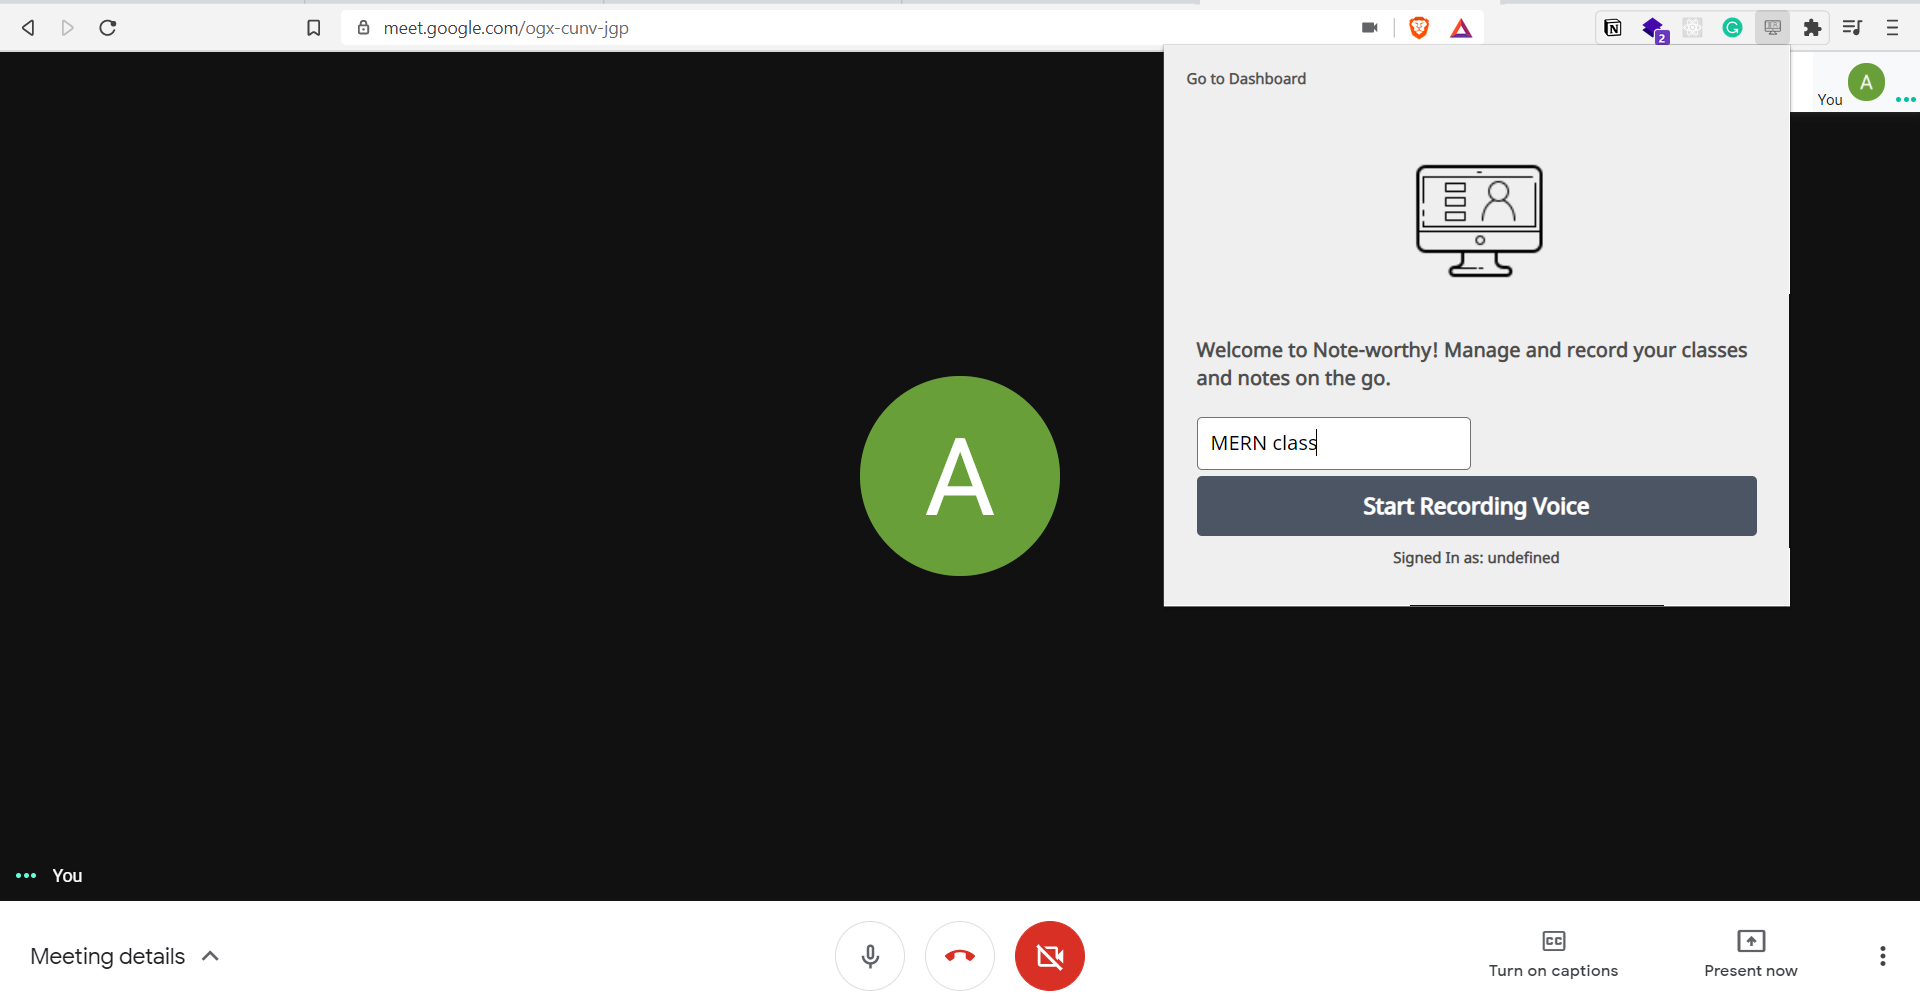 meet.google.com/ogx-cunv-jgp
2
Go to Dashboard
You
A
Welcome to Note-worthy! Manage and record your classes
and notes on the go.
MERN class
Start Recording Voice
Signed In as: undefined
A
You
Meeting details
CC
Turn on captions
Present now